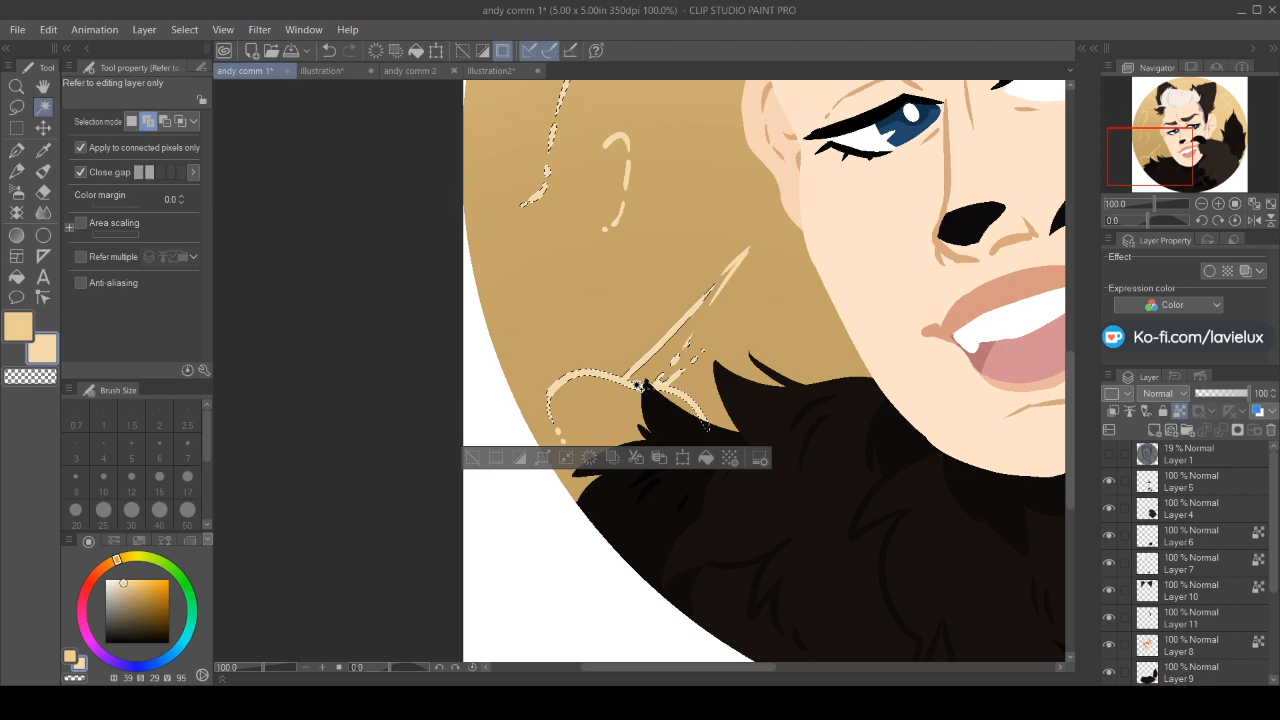 andy comm 1* (5.00 x 5.00in 350dpi 100.0%) - CLIP STUDIO PAINT PRO
File Edit Animation Layer Select View Filter Window Help
andy comm 1* Illustration* andy comm 2 Illustration2*
Tool
Tool property [Refer to
Refer to editing layer only
Selection mode
Apply to connected pixels only
Close gap
Color margin
0.0
Area scaling
Refer multiple
Anti-aliasing
Brush Size
0.7 1 1.5 2 2.5
3 4 5 6 7
8 10 12 15 17
20 25 30 40 50
H 39 S 29 V 95
100.0 0.0
Navigator
100.0
0.0
Layer Property
Effect
Expression color
Color
Ko-fi.com/lavielux
Layer
Normal 100
19 % Normal
Layer 1
100 % Normal
Layer 5
100 % Normal
Layer 4
100 % Normal
Layer 6
100 % Normal
Layer 7
100 % Normal
Layer 10
100 % Normal
Layer 11
100 % Normal
Layer 8
100 % Normal
Layer 9